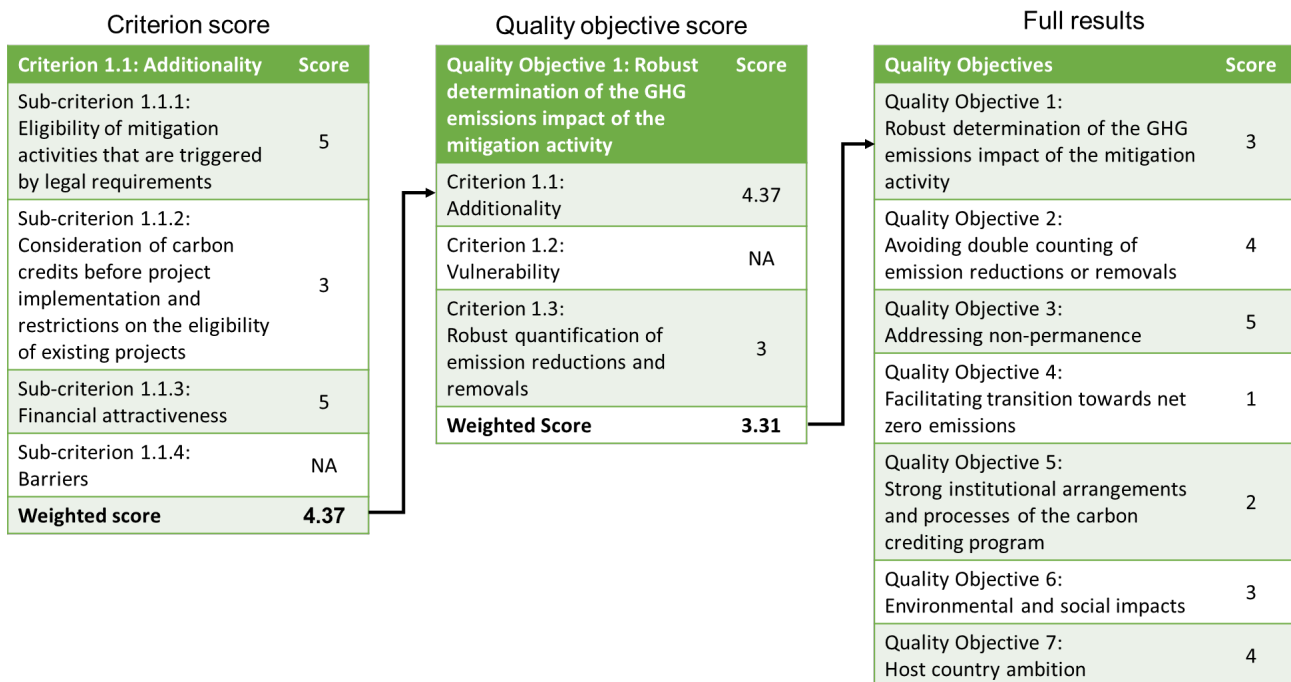 Criterion score
Criterion 1.1: Additionality Score
Sub-criterion 1.1.1:
Eligibility of mitigation
activities that are triggered
by legal requirements
5
Sub-criterion 1.1.2:
Consideration of carbon
credits before project
implementation and
restrictions on the eligibility
of existing projects
3
Sub-criterion 1.1.3:
Financial attractiveness
5
Sub-criterion 1.1.4:
Barriers
NA
Weighted score 4.37
Quality objective score
Quality Objective 1: Robust Score
determination of the GHG
emissions impact of the
mitigation activity
Criterion 1.1:
Additionality
4.37
Criterion 1.2:
Vulnerability
NA
Criterion 1.3:
Robust quantification of
emission reductions and
removals
3
Weighted Score 3.31
Full results
Quality Objectives Score
Quality Objective 1:
Robust determination of the GHG
emissions impact of the mitigation
activity
3
Quality Objective 2:
Avoiding double counting of
emission reductions or removals
4
Quality Objective 3:
Addressing non-permanence
5
Quality Objective 4:
Facilitating transition towards net
zero emissions
1
Quality Objective 5:
Strong institutional arrangements
and processes of the carbon
crediting program
2
Quality Objective 6:
Environmental and social impacts
3
Quality Objective 7:
Host country ambition
4